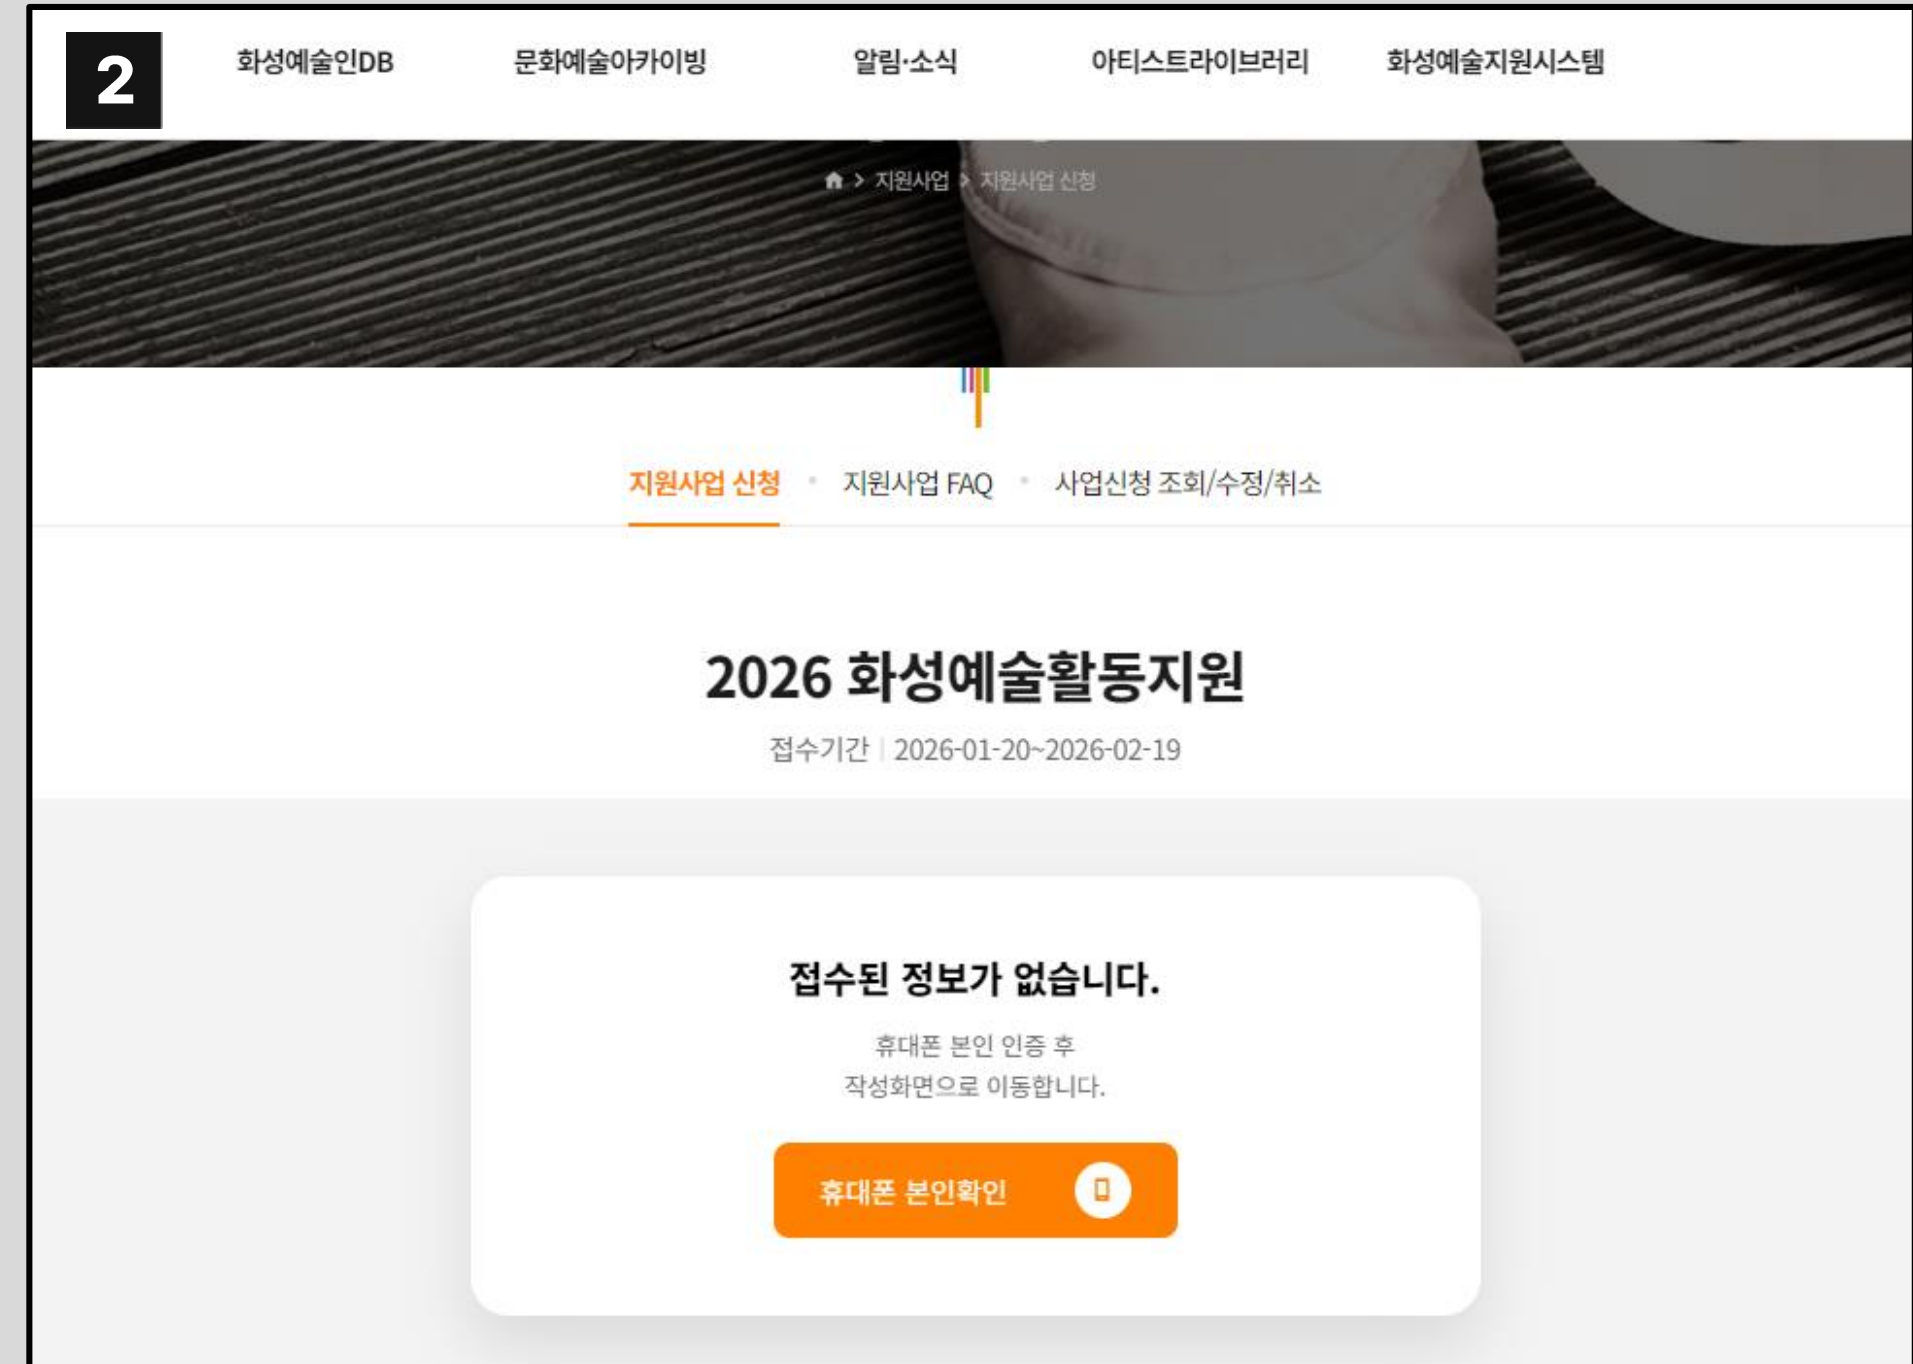 2
화성예술인DB 문화예술아카이빙 알림·소식 아티스트라이브러리 화성예술지원시스템
> 지원사업 > 지원사업 신청
지원사업 신청 • 지원사업 FAQ • 사업신청 조회/수정/취소
2026 화성예술활동지원
접수기간 | 2026-01-20~2026-02-19
접수된 정보가 없습니다.
휴대폰 본인 인증 후
작성화면으로 이동합니다.
휴대폰 본인확인